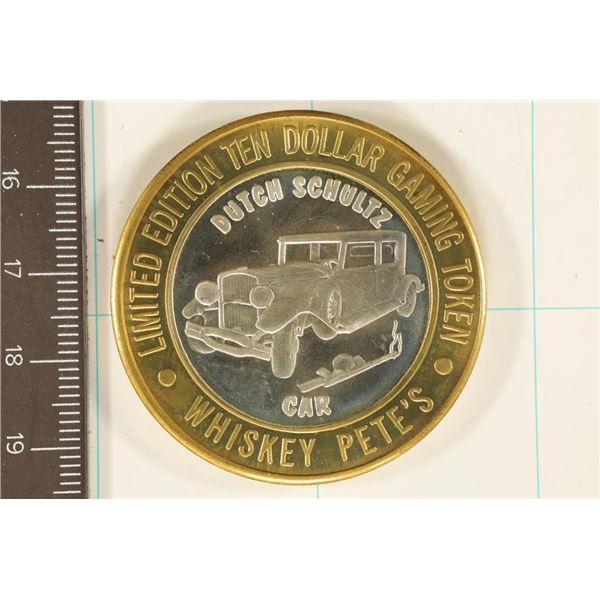 LIMITED EDITION TEN DOLLAR GAMING TOKEN
DUTCH SCHULTZ
CAR
• WHISKEY PETE'S •
16
17
18
19